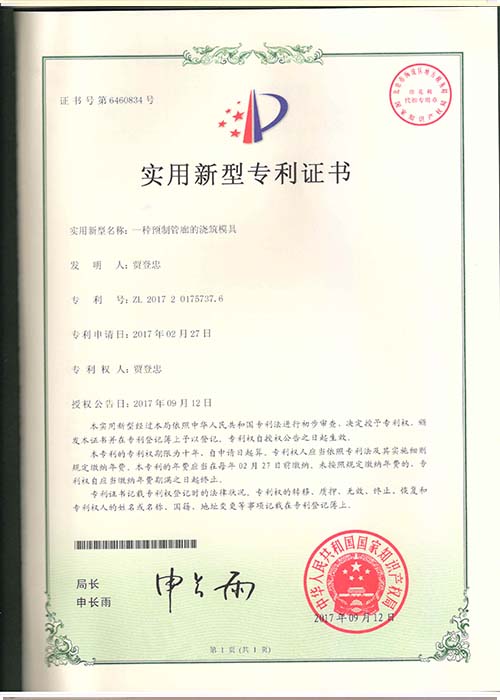 证书号第6460834号
实用新型专利证书
实用新型名称：一种预制管廊的浇筑模具
发明人：贾登忠
专利号：ZL 2017 2 0175737.6
专利申请日：2017年02月27日
专利权人：贾登忠
授权公告日：2017年09月12日
本实用新型经过本局依照中华人民共和国专利法进行初步审查，决定授予专利权，颁
发本证书并在专利登记簿上予以登记。专利权自授权公告之日起生效。
本专利的专利权期限为十年，自申请日起算。专利权人应当依照专利法及其实施细则
规定缴纳年费。本专利的年费应当在每年02月27日前缴纳。未按照规定缴纳年费的，专
利权自应当缴纳年费期满之日起终止。
专利证书记载专利权登记时的法律状况。专利权的转移、质押、无效、终止、恢复和
专利权人的姓名或名称、国籍、地址变更等事项记载在专利登记簿上。
局长
申长雨
申长雨
中华人民共和国国家知识产权局
2017年09月12日
第1页（共1页）